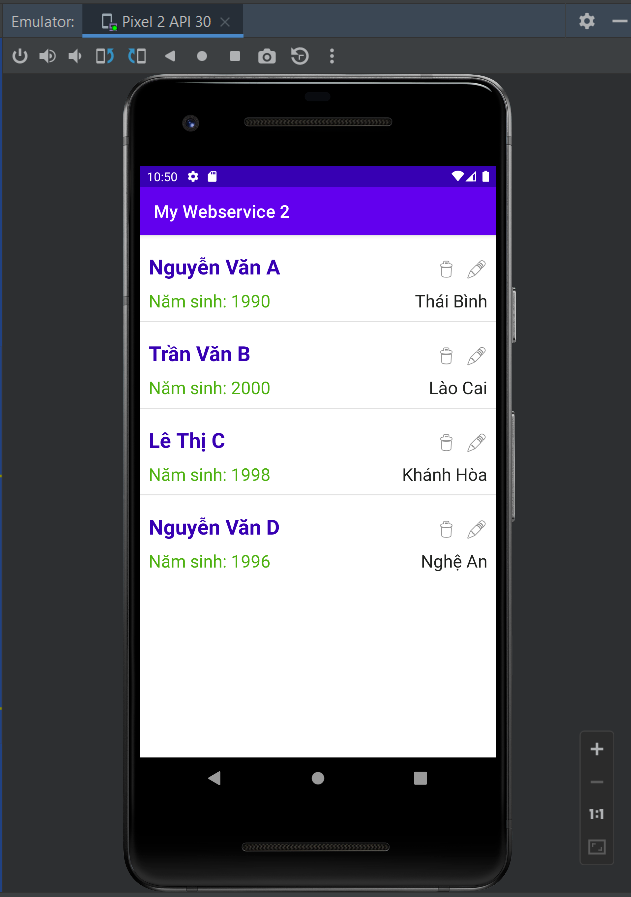 Emulator: Pixel 2 API 30
10:50
My Webservice 2
Nguyễn Văn A
Năm sinh: 1990 Thái Bình
Trần Văn B
Năm sinh: 2000 Lào Cai
Lê Thị C
Năm sinh: 1998 Khánh Hòa
Nguyễn Văn D
Năm sinh: 1996 Nghệ An
1:1